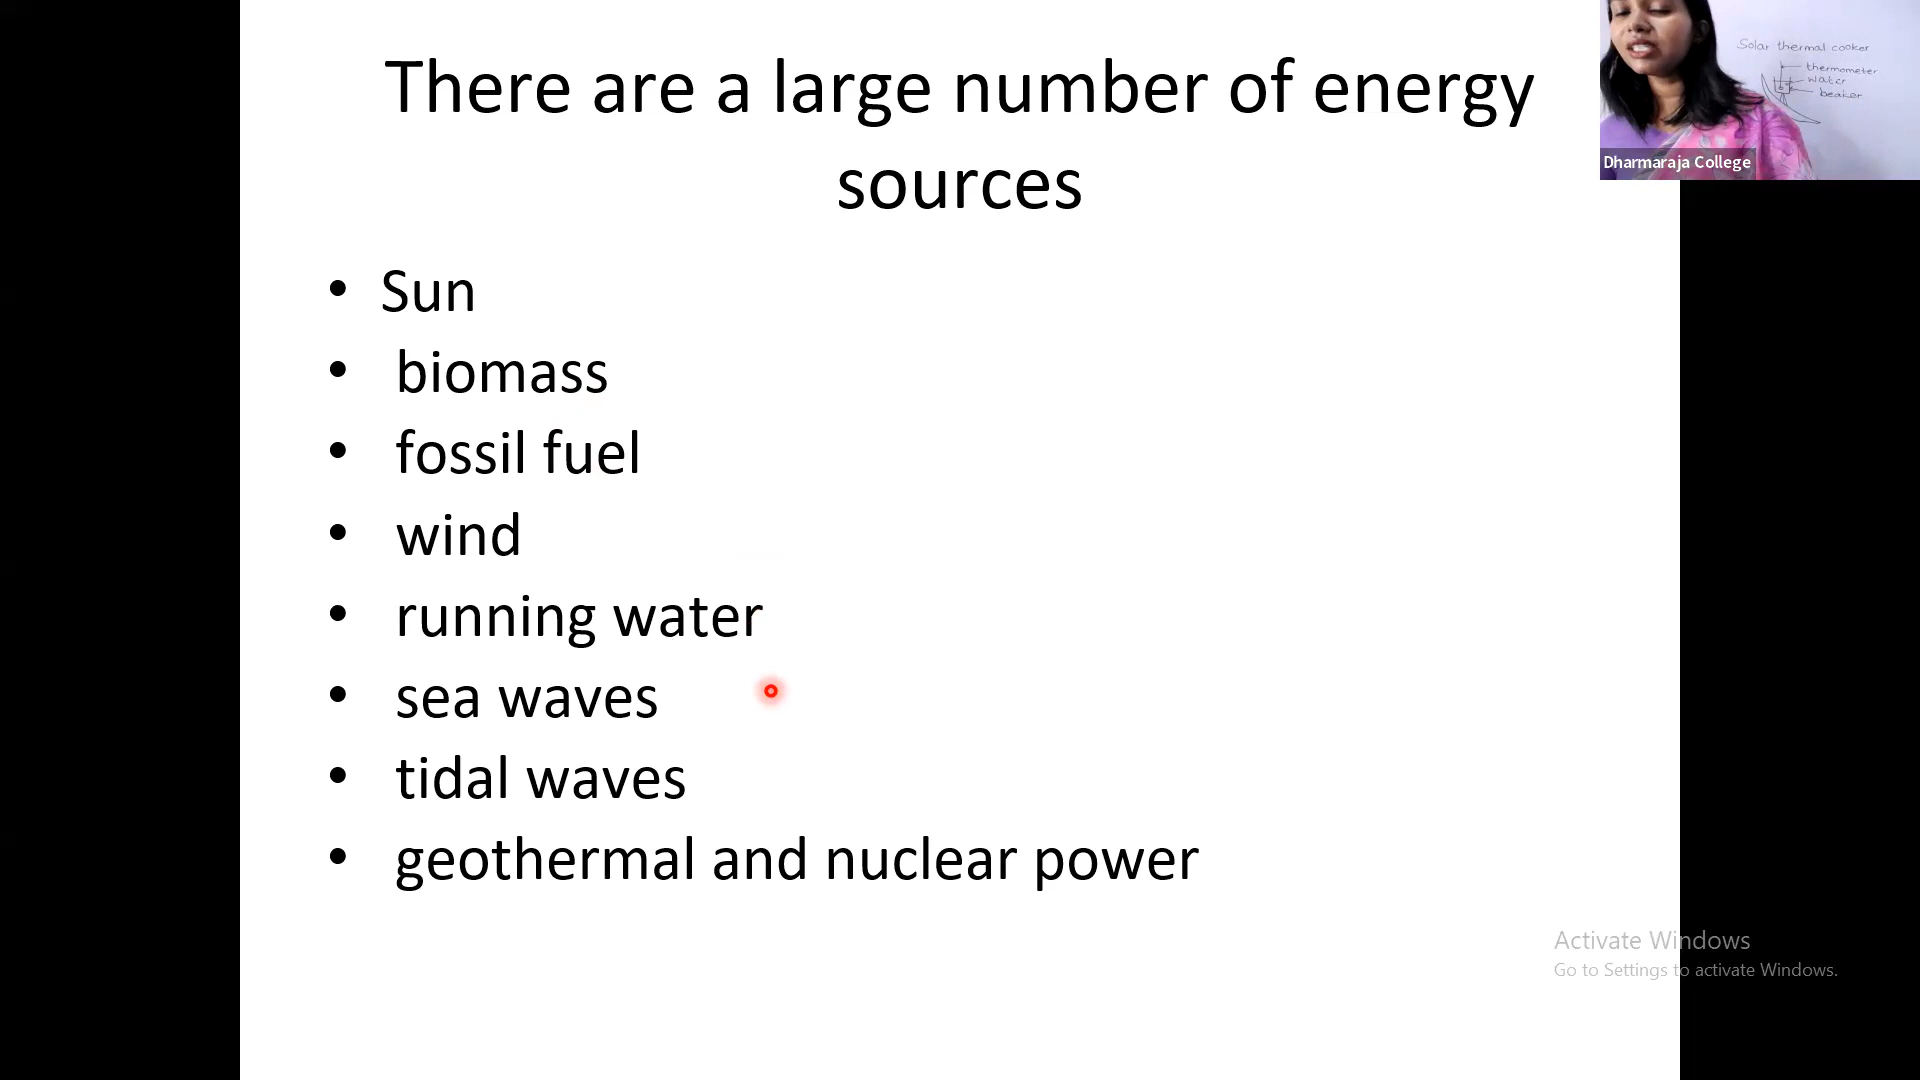 There are a large number of energy
sources
• Sun
• biomass
• fossil fuel
• wind
• running water
• sea waves
• tidal waves
• geothermal and nuclear power
Solar thermal cooker
thermometer
water
beaker
Dharmaraja College
Activate Windows
Go to Settings to activate Windows.